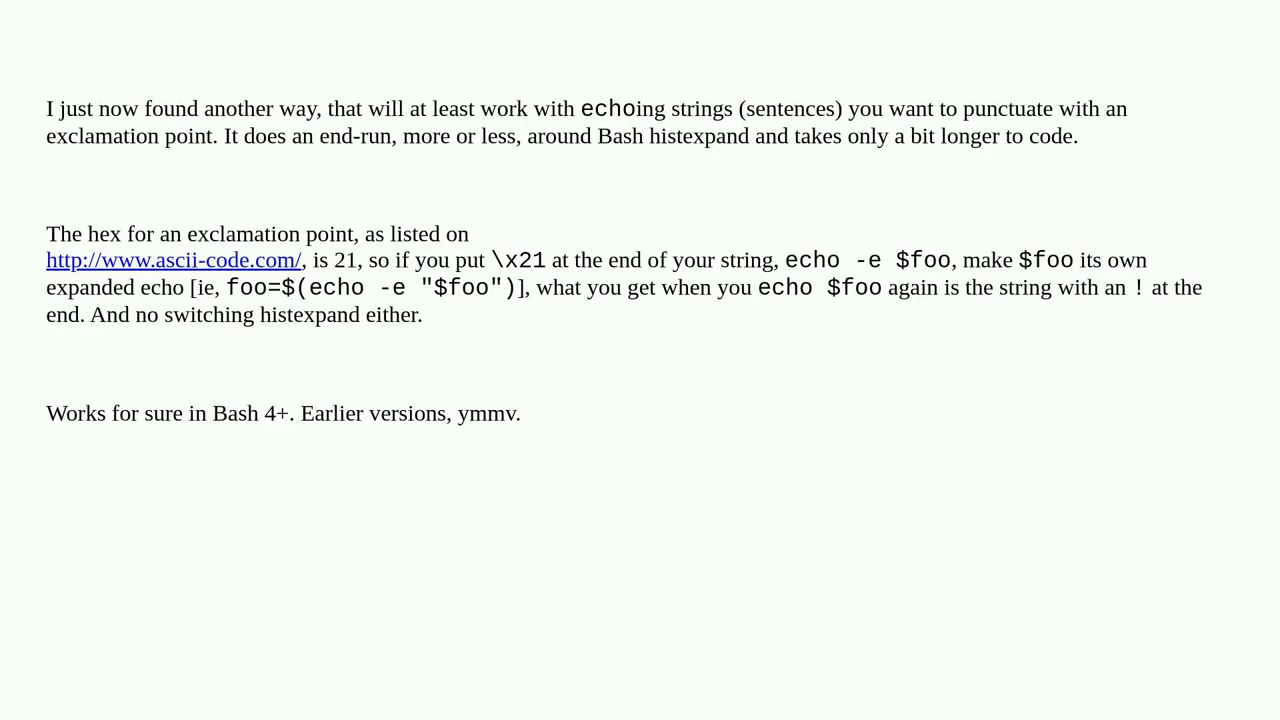 I just now found another way, that will at least work with echoing strings (sentences) you want to punctuate with an
exclamation point. It does an end-run, more or less, around Bash histexpand and takes only a bit longer to code.
The hex for an exclamation point, as listed on
http://www.ascii-code.com/, is 21, so if you put \x21 at the end of your string, echo -e $foo, make $foo its own
expanded echo [ie, foo=$(echo -e "$foo")], what you get when you echo $foo again is the string with an ! at the
end. And no switching histexpand either.
Works for sure in Bash 4+. Earlier versions, ymmv.